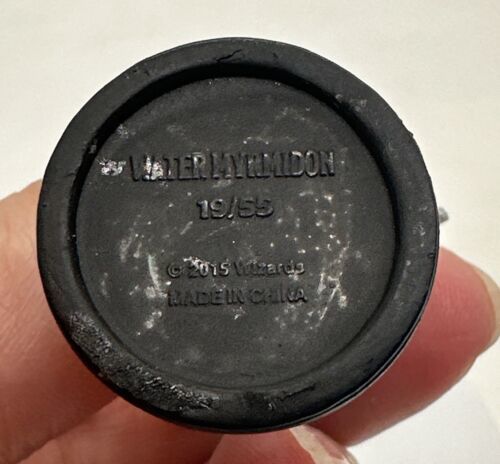 WATER MYRMIDON
19/55
© 2015 Wizards
MADE IN CHINA